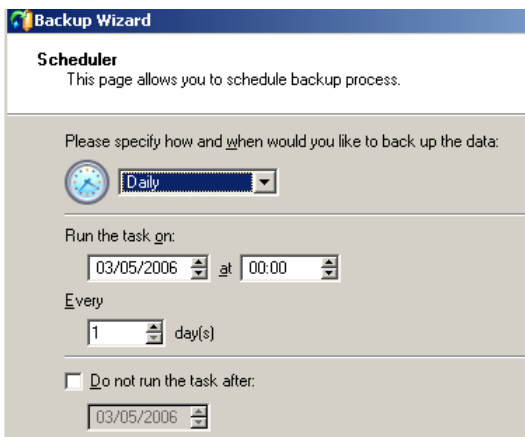 Backup Wizard
Scheduler
This page allows you to schedule backup process.
Please specify how and when would you like to back up the data:
Daily
Run the task on:
03/05/2006 at 00:00
Every
1 day(s)
Do not run the task after:
03/05/2006